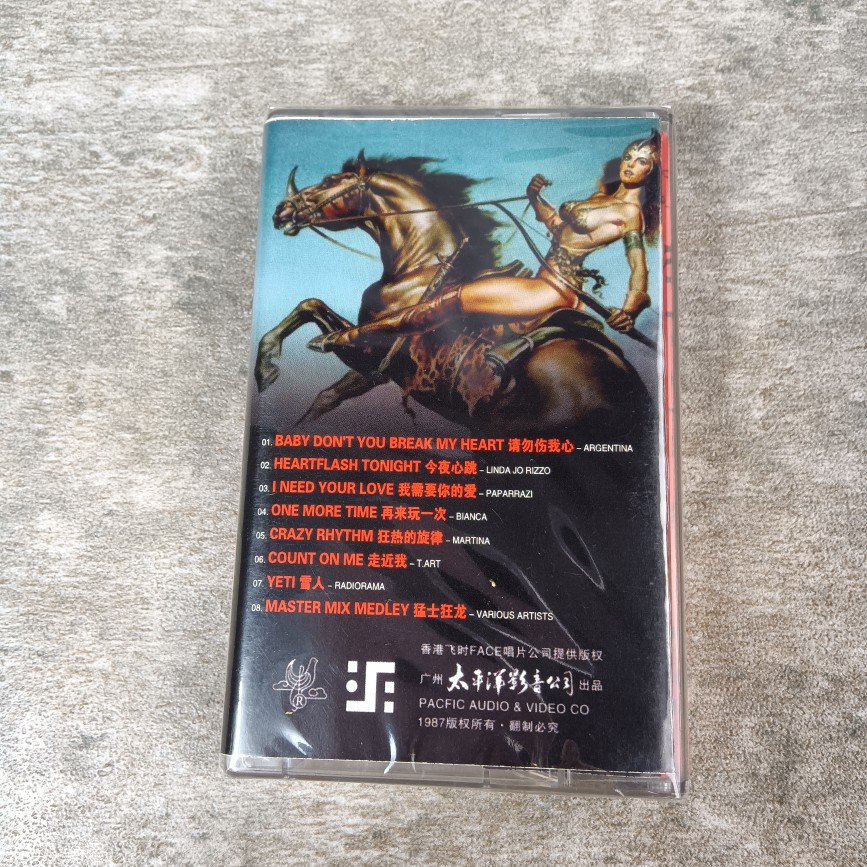 01. BABY DON'T YOU BREAK MY HEART 请勿伤我心 – ARGENTINA
02. HEARTFLASH TONIGHT 今夜心跳 – LINDA JO RIZZO
03. I NEED YOUR LOVE 我需要你的爱 – PAPARRAZI
04. ONE MORE TIME 再来玩一次 – BIANCA
05. CRAZY RHYTHM 狂热的旋律 – MARTINA
06. COUNT ON ME 走近我 – T.ART
07. YETI 雪人 – RADIORAMA
08. MASTER MIX MEDLEY 猛士狂龙 – VARIOUS ARTISTS
香港飞时FACE唱片公司提供版权
广州 太平洋影音公司 出品
PACFIC AUDIO & VIDEO CO
1987版权所有·翻制必究
R